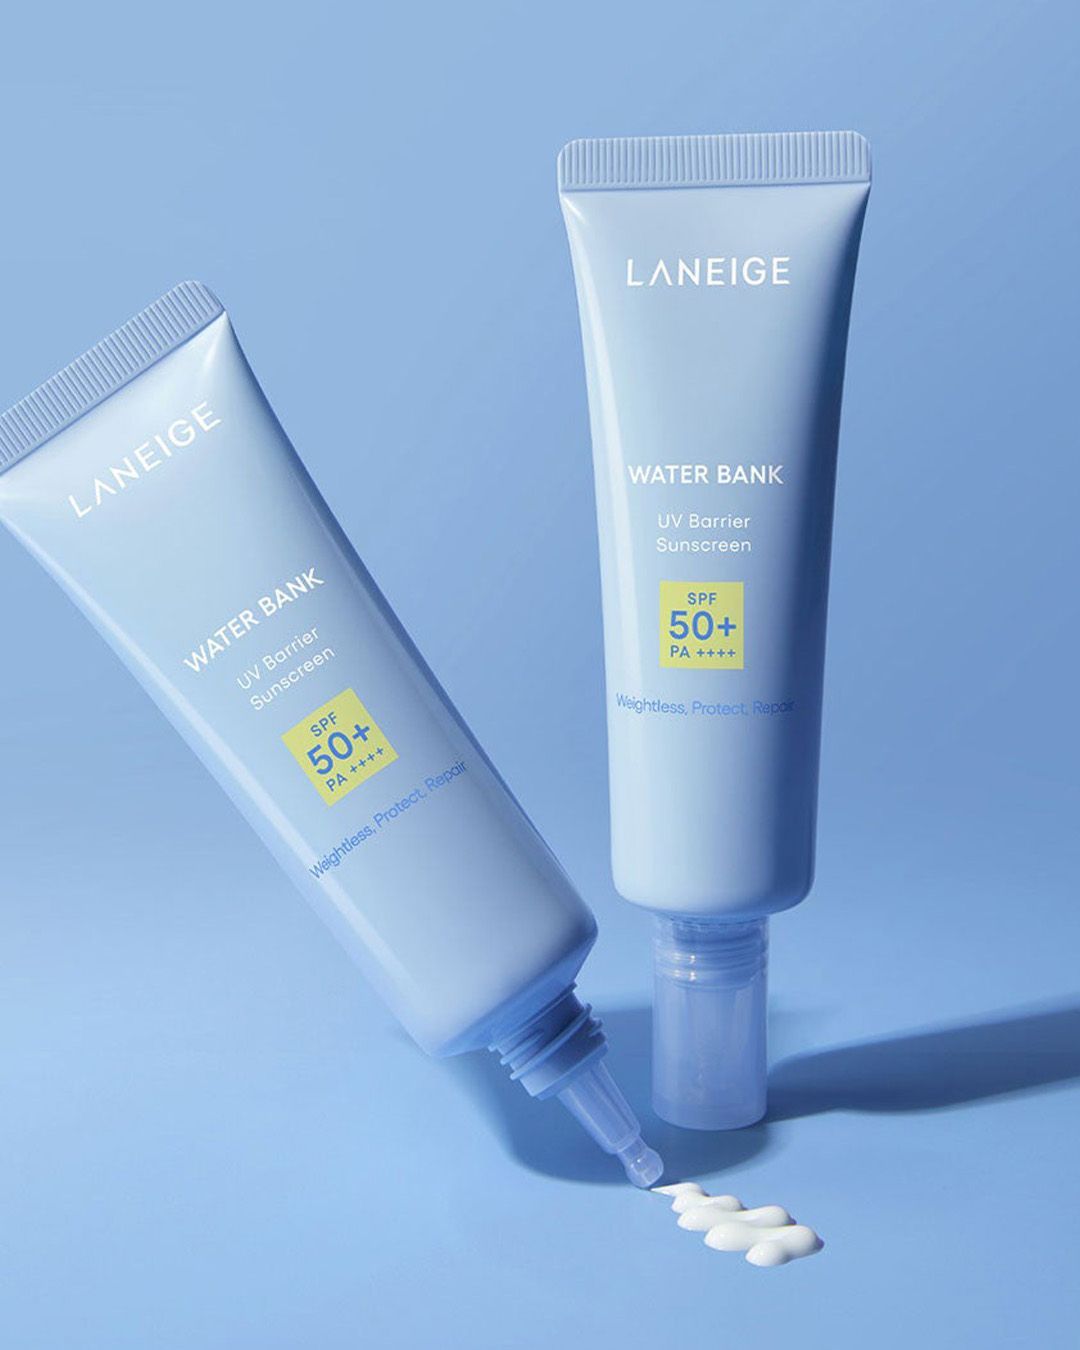 LANEIGE
WATER BANK
UV Barrier
Sunscreen
SPF
50+
PA ++++
Weightless, Protect, Repair
LANEIGE
WATER BANK
UV Barrier
Sunscreen
SPF
50+
PA ++++
Weightless, Protect, Repair